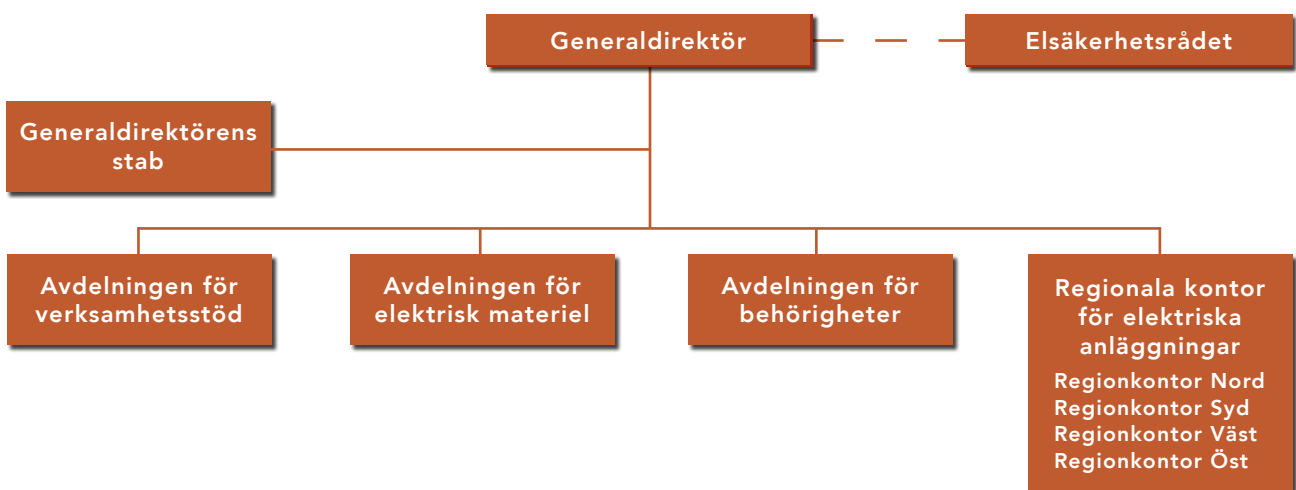 Generaldirektör
Elsäkerhetsrådet
Generaldirektörens
stab
Avdelningen för
verksamhetsstöd
Avdelningen för
elektrisk materiel
Avdelningen för
behörigheter
Regionala kontor
för elektriska
anläggningar
Regionkontor Nord
Regionkontor Syd
Regionkontor Väst
Regionkontor Öst